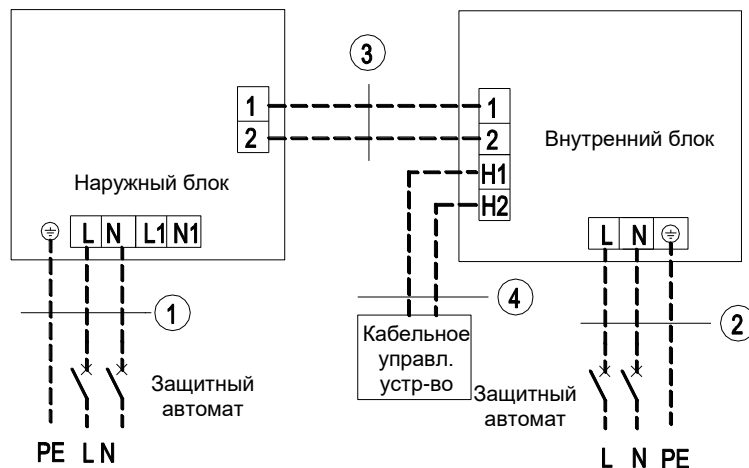 3
1
2
1
2
H1
H2
Внутренний блок
Наружный блок
L N L1 N1
L N
1
4
2
Кабельное
управл.
устр-во
Защитный
автомат
Защитный
автомат
PE L N
L N PE